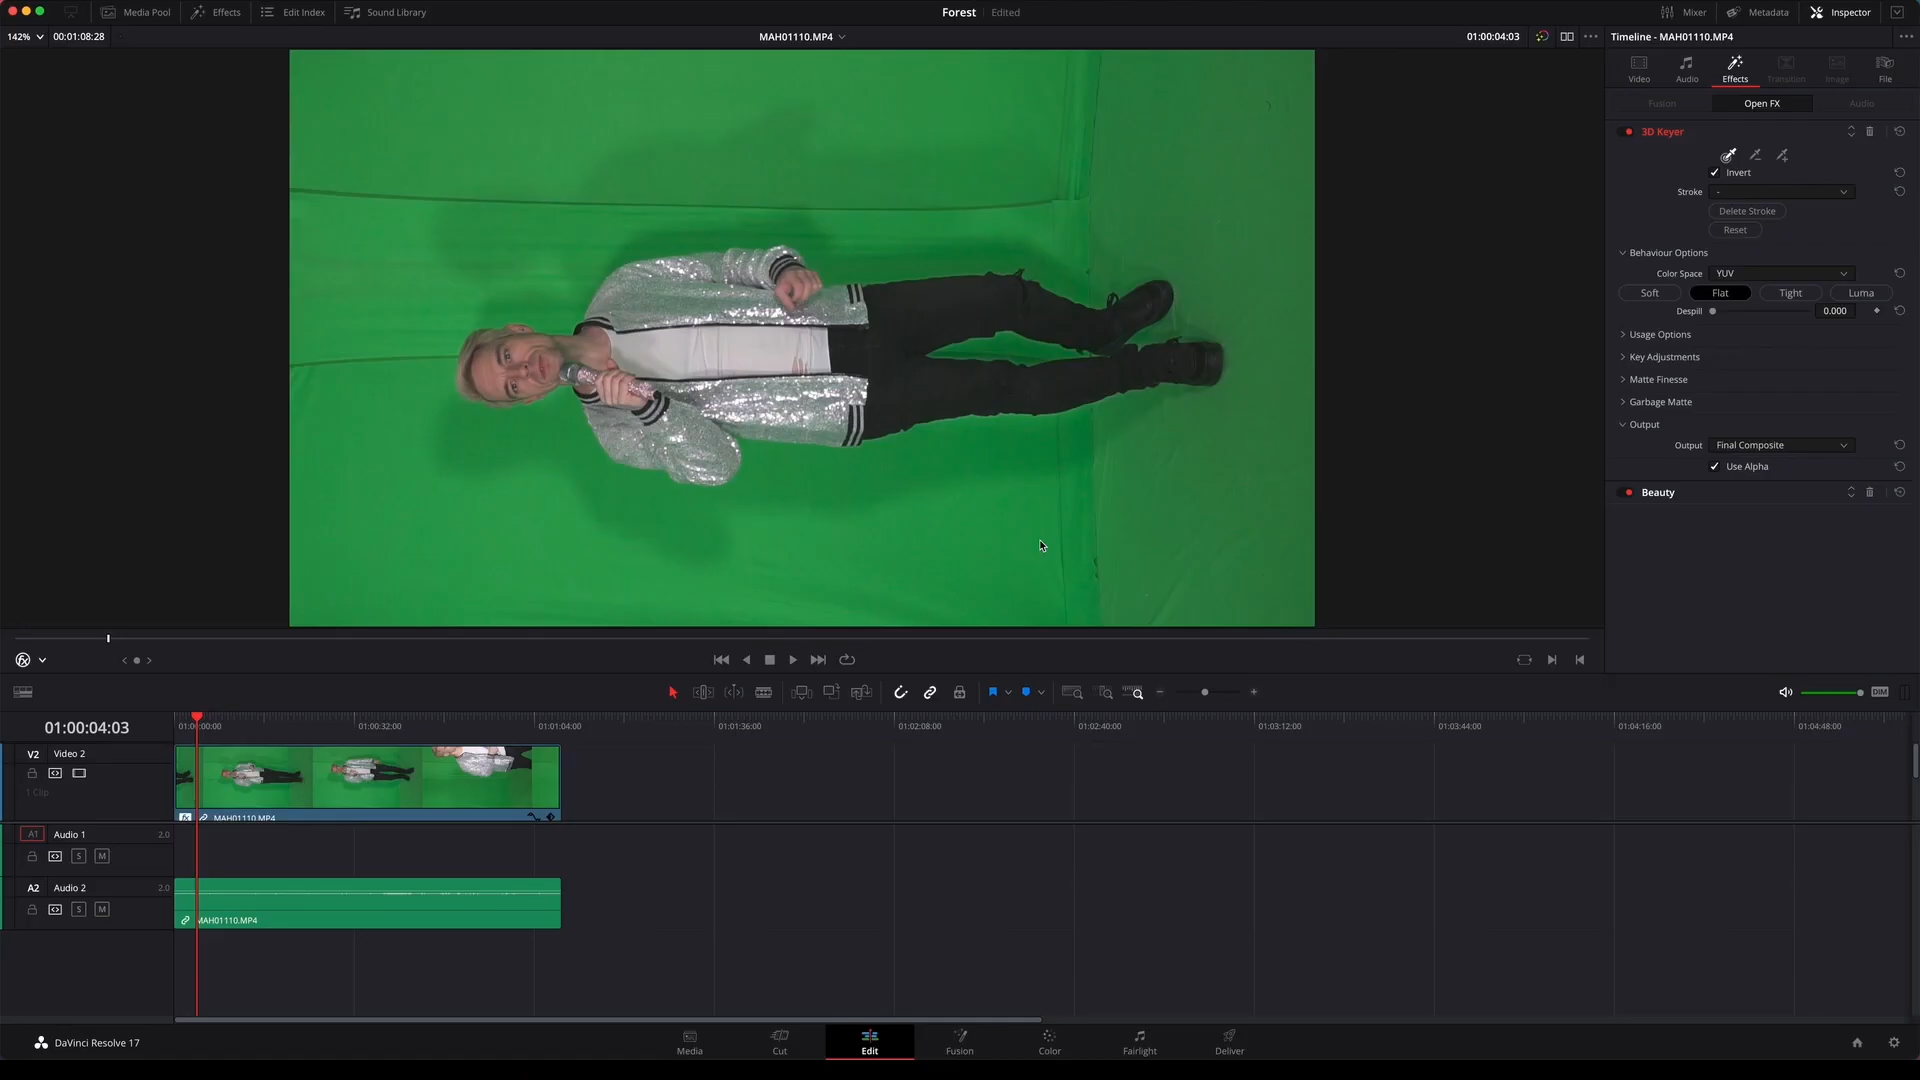 Media Pool Effects Edit Index Sound Library Forest Edited Mixer Metadata Inspector
142% 00:01:08:28 MAH01110.MP4 01:00:04:03 Timeline - MAH01110.MP4
Video Audio Effects Transition Image File
Fusion Open FX Audio
3D Keyer
Invert
Stroke -
Delete Stroke
Reset
Behaviour Options
Color Space YUV
Soft Flat Tight Luma
Despill 0.000
Usage Options
Key Adjustments
Matte Finesse
Garbage Matte
Output
Output Final Composite
Use Alpha
Beauty
DIM
01:00:04:03 01:00:00:00 01:00:32:00 01:01:04:00 01:01:36:00 01:02:08:00 01:02:40:00 01:03:12:00 01:03:44:00 01:04:16:00 01:04:48:00
V2 Video 2
1 Clip
MAH01110.MP4
A1 Audio 1 2.0
S M
A2 Audio 2 2.0
S M
MAH01110.MP4
DaVinci Resolve 17
Media Cut Edit Fusion Color Fairlight Deliver